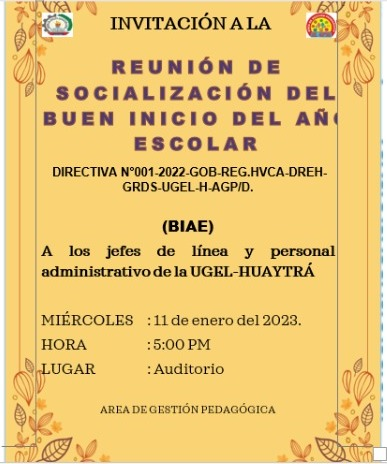 INVITACIÓN A LA
REUNIÓN DE
SOCIALIZACIÓN DEL
BUEN INICIO DEL AÑO
ESCOLAR
DIRECTIVA N°001-2022-GOB-REG.HVCA-DREH-
GRDS-UGEL-H-AGP/D.
(BIAE)
A los jefes de línea y personal
administrativo de la UGEL-HUAYTRÁ
MIÉRCOLES : 11 de enero del 2023.
HORA : 5:00 PM
LUGAR : Auditorio
AREA DE GESTIÓN PEDAGÓGICA